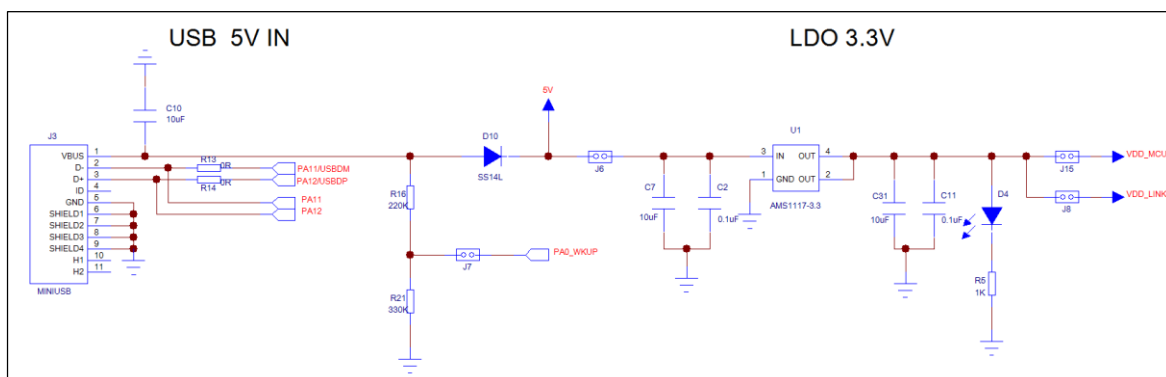 USB 5V IN
LDO 3.3V
C10
10uF
J3
VBUS
D-
D+
ID
GND
SHIELD1
SHIELD2
SHIELD3
SHIELD4
H1
H2
1
2
3
4
5
6
7
8
9
10
11
MINIUSB
R13
0R
R14
0R
PA11/USBDM
PA12/USBDP
PA11
PA12
R16
220K
R21
330K
J7
PA0_WKUP
D10
SS14L
5V
J6
C7
10uF
C2
0.1uF
U1
3 IN OUT 4
1 GND OUT 2
AMS1117-3.3
C31
10uF
C11
0.1uF
D4
R5
1K
J15
VDD_MCU
J8
VDD_LINK